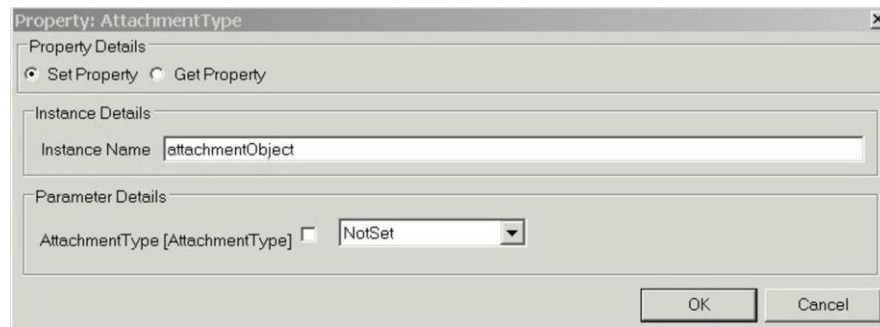 Property: AttachmentType
Property Details
Set Property Get Property
Instance Details
Instance Name attachmentObject
Parameter Details
AttachmentType [AttachmentType] NotSet
OK Cancel